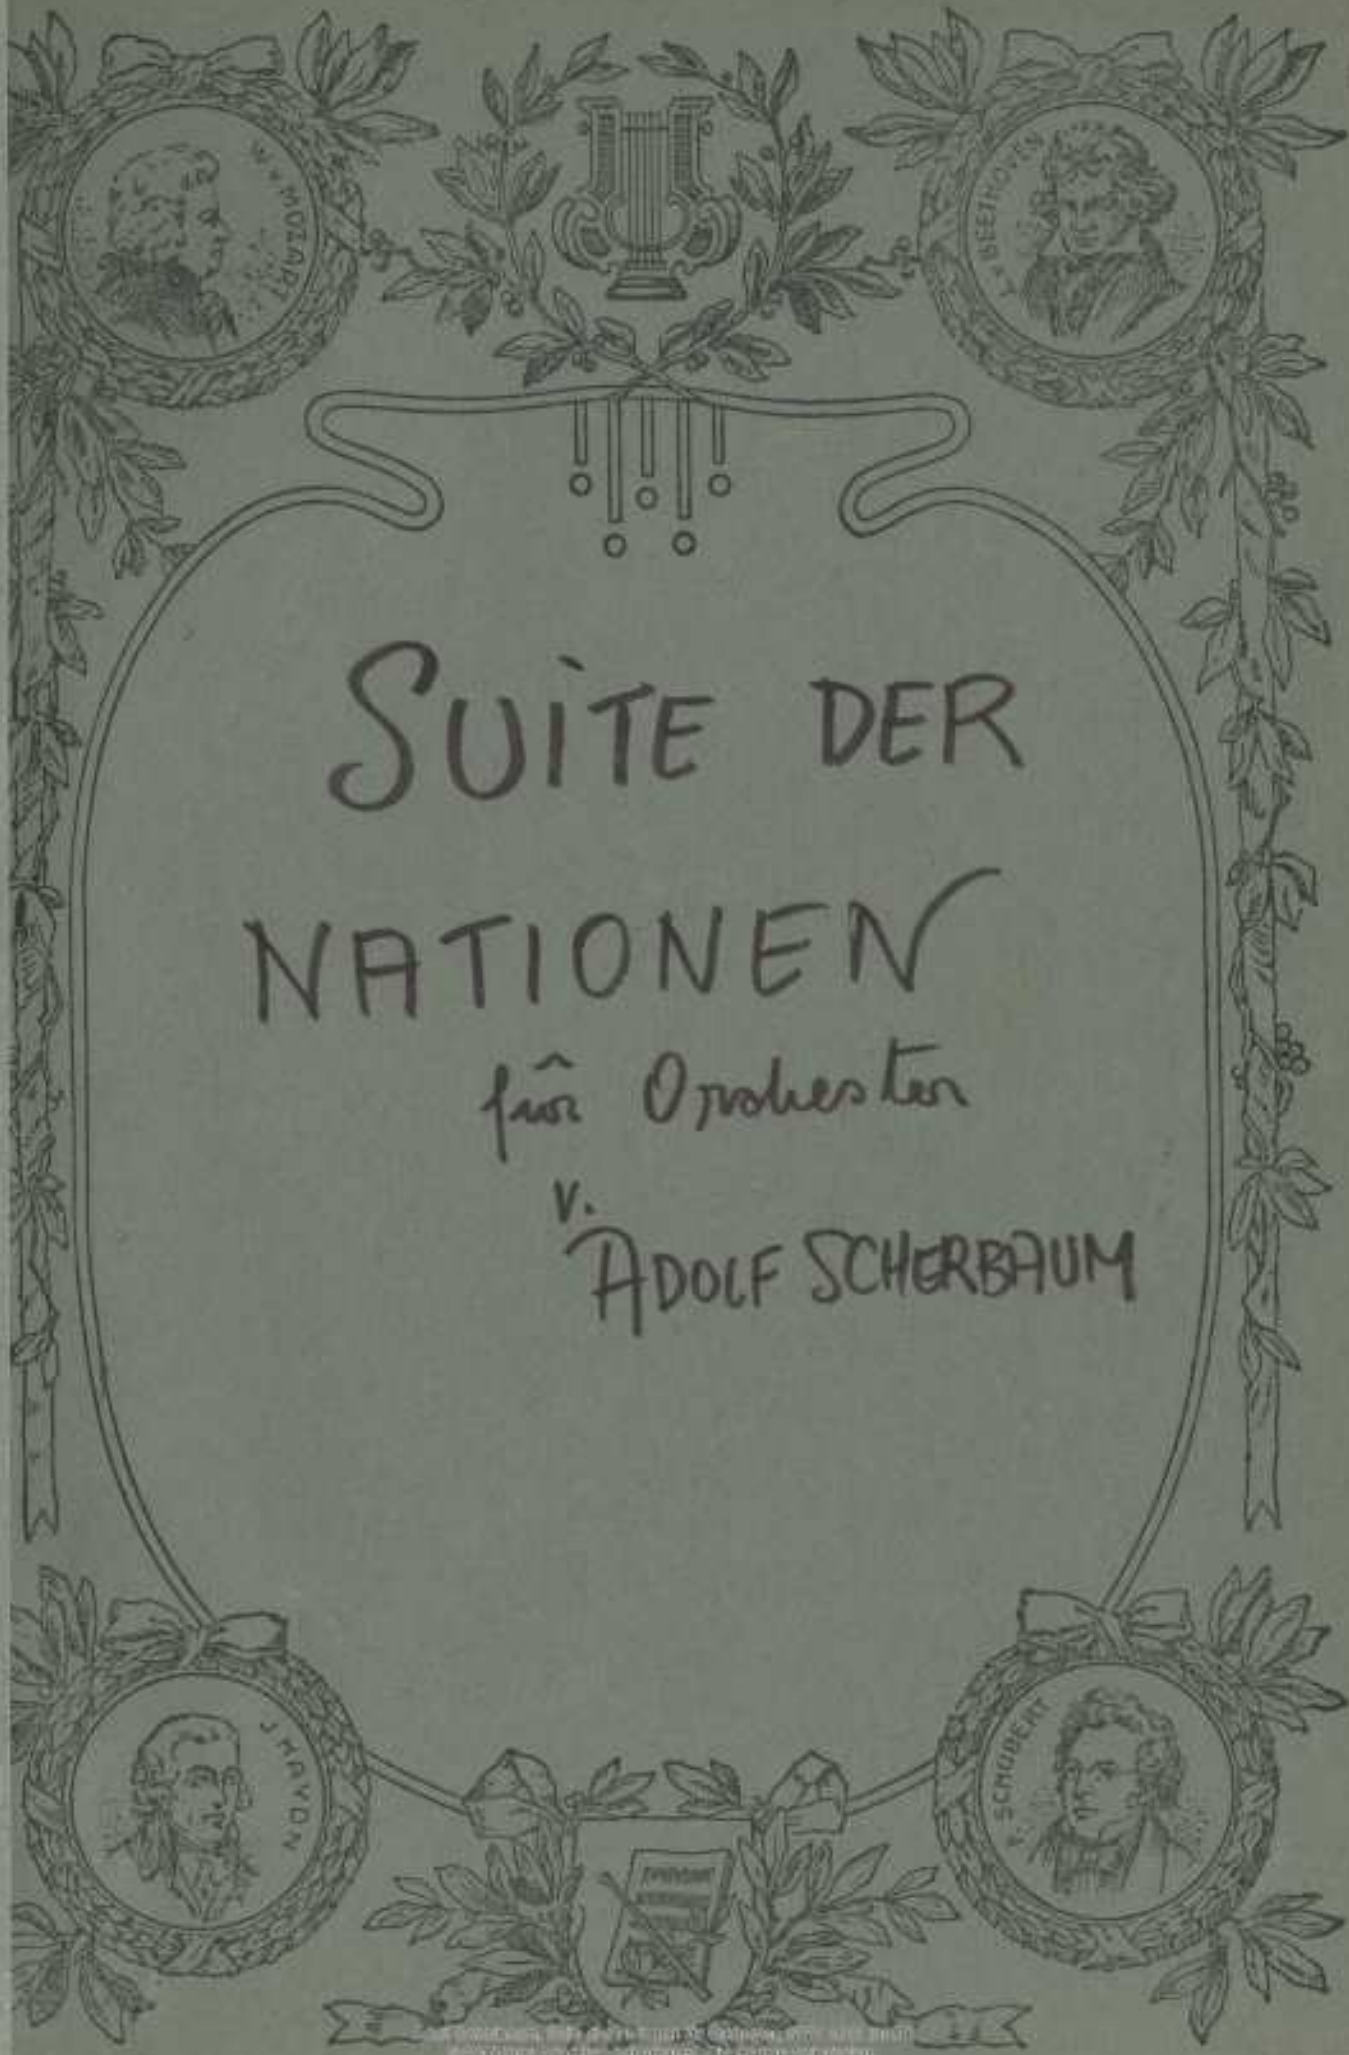 W. v. MOZART
L. v. BEETHOVEN
SUITE DER
NATIONEN
für Orchester
v.
ADOLF SCHERBAUM
J. HAYDN
F. SCHUBERT